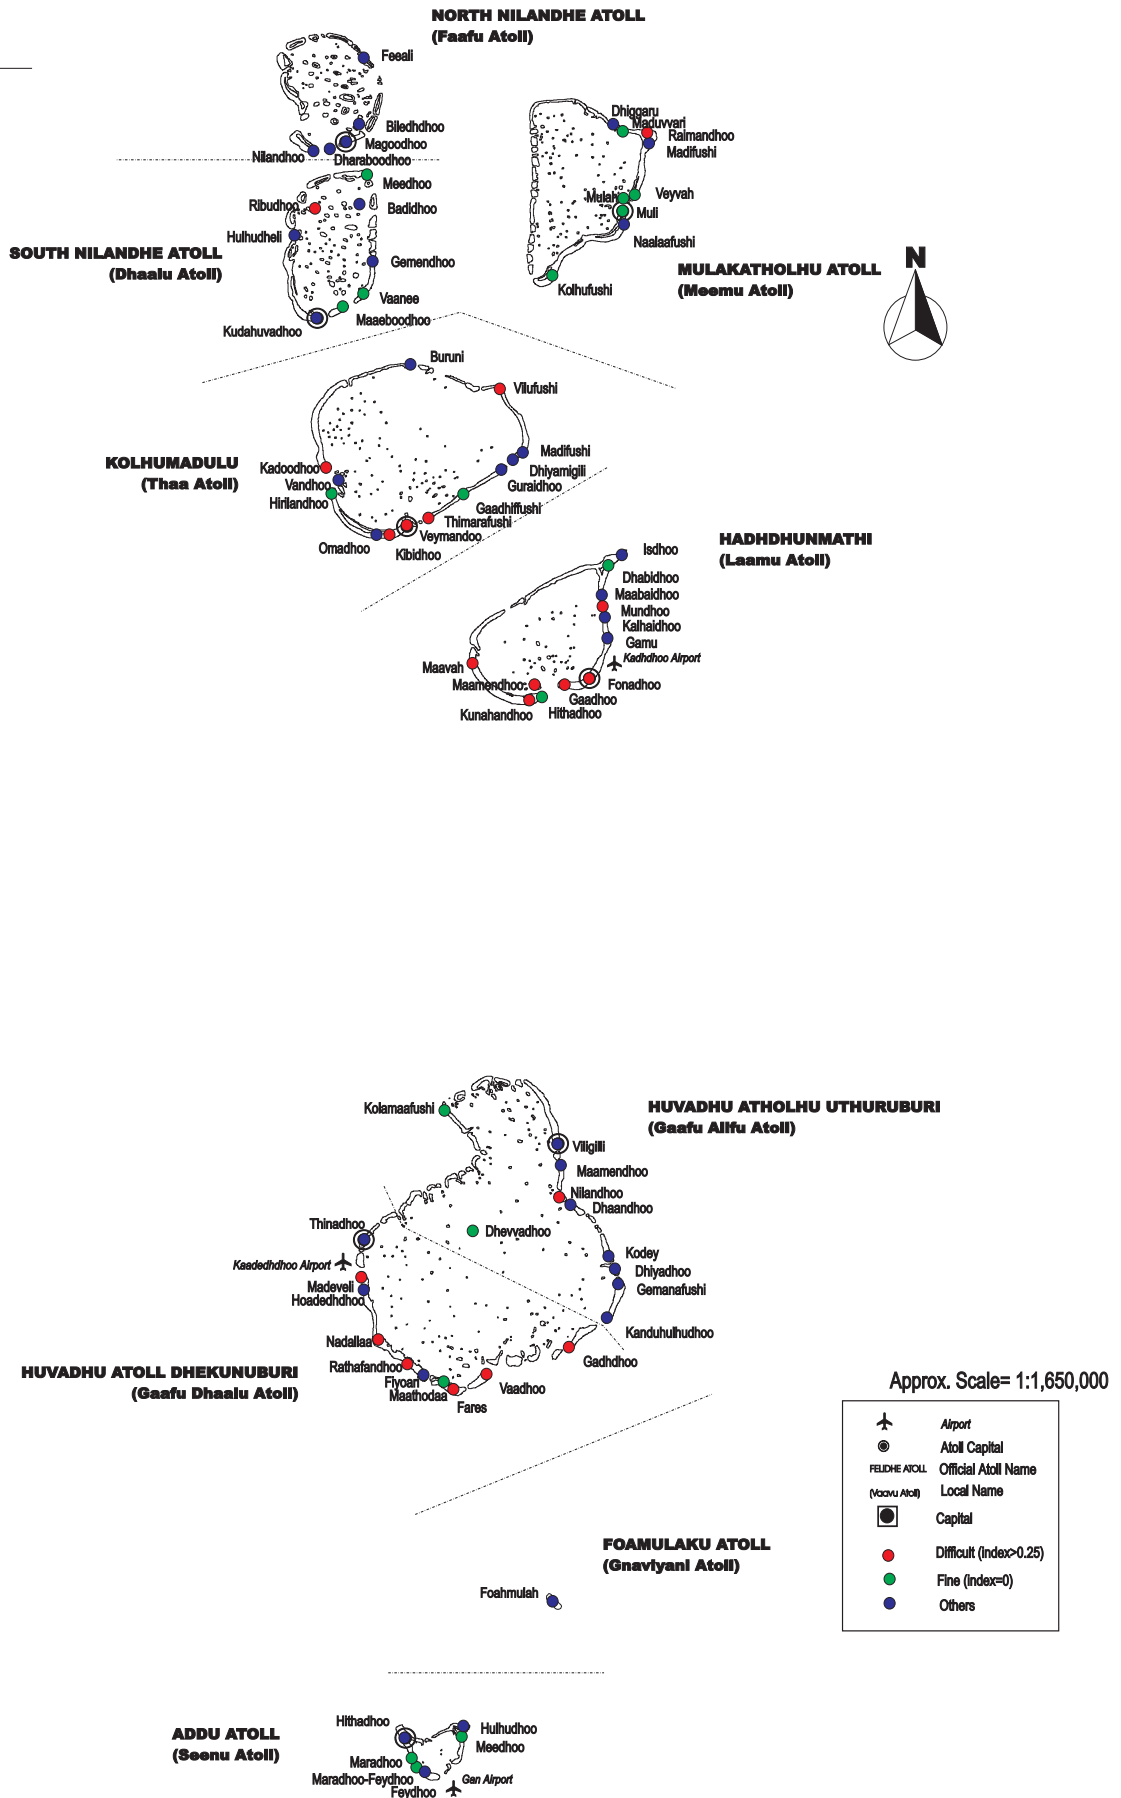 NORTH NILANDHE ATOLL
(Faafu Atoll)
Feeali
Biledhdhoo
Magoodhoo
Nilandhoo
Dharaboodhoo
Dhiggaru
Maduvvari
Raimandhoo
Madifushi
Mulah
Veyvah
Muli
Naalaafushi
Kolhufushi
MULAKATHOLHU ATOLL
(Meemu Atoll)
Meedhoo
Ribudhoo
Badidhoo
Hulhudheli
SOUTH NILANDHE ATOLL
(Dhaalu Atoll)
Gemendhoo
Vaanee
Maaeboodhoo
Kudahuvadhoo
N
Buruni
Vilufushi
KOLHUMADULU
(Thaa Atoll)
Kadoodhoo
Vandhoo
Hirilandhoo
Madifushi
Dhiyamigili
Guraidhoo
Gaadhiffushi
Thimarafushi
Veymandoo
Omadhoo
Kibidhoo
HADHDHUNMATHI
(Laamu Atoll)
Isdhoo
Dhabidhoo
Maabaidhoo
Mundhoo
Kalhaidhoo
Gamu
Kadhdhoo Airport
Maavah
Maamendhoo
Fonadhoo
Gaadhoo
Kunahandhoo
Hithadhoo
Kolamaafushi
HUVADHU ATHOLHU UTHURUBURI
(Gaafu Alifu Atoll)
Viligilli
Maamendhoo
Nilandhoo
Dhaandhoo
Thinadhoo
Dhevvadhoo
Kaadedhdhoo Airport
Kodey
Dhiyadhoo
Gemanafushi
Madeveli
Hoadedhdhoo
Kanduhulhudhoo
Nadallaa
Gadhdhoo
HUVADHU ATOLL DHEKUNUBURI
(Gaafu Dhaalu Atoll)
Rathafandhoo
Fiyoari
Maathodaa
Vaadhoo
Fares
Approx. Scale= 1:1,650,000
Airport
Atoll Capital
FELIDHE ATOLL Official Atoll Name
(Vaavu Atoll) Local Name
Capital
Difficult (index>0.25)
Fine (index=0)
Others
FOAMULAKU ATOLL
(Gnaviyani Atoll)
Foahmulah
ADDU ATOLL
(Seenu Atoll)
Hithadhoo
Hulhudhoo
Meedhoo
Maradhoo
Maradhoo-Feydhoo
Feydhoo
Gan Airport